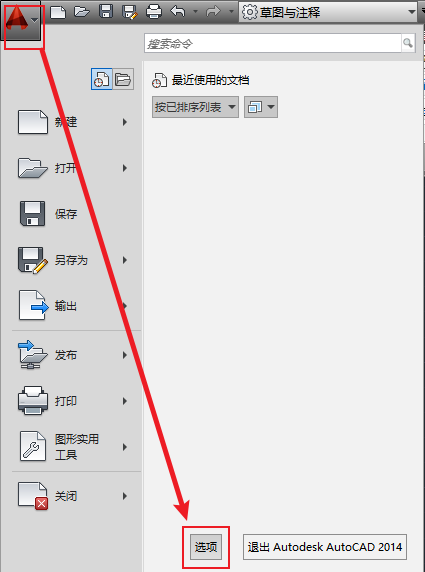 草图与注释
搜索命令
最近使用的文档
按已排序列表
新建
打开
保存
另存为
输出
发布
打印
图形实用
工具
关闭
选项
退出 Autodesk AutoCAD 2014